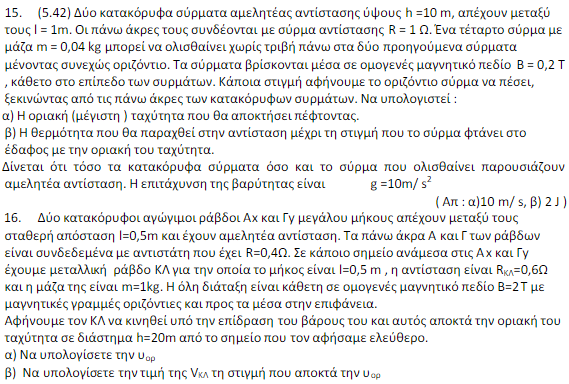 15. (5.42) Δύο κατακόρυφα σύρματα αμελητέας αντίστασης ύψους h =10 m, απέχουν μεταξύ
τους l = 1m. Οι πάνω άκρες τους συνδέονται με σύρμα αντίστασης R = 1 Ω. Ένα τέταρτο σύρμα με
μάζα m = 0,04 kg μπορεί να ολισθαίνει χωρίς τριβή πάνω στα δύο προηγούμενα σύρματα
μένοντας συνεχώς οριζόντιο. Τα σύρματα βρίσκονται μέσα σε ομογενές μαγνητικό πεδίο B = 0,2 T
, κάθετο στο επίπεδο των συρμάτων. Κάποια στιγμή αφήνουμε το οριζόντιο σύρμα να πέσει,
ξεκινώντας από τις πάνω άκρες των κατακόρυφων συρμάτων. Να υπολογιστεί :
α) Η οριακή (μέγιστη ) ταχύτητα που θα αποκτήσει πέφτοντας.
β) Η θερμότητα που θα παραχθεί στην αντίσταση μέχρι τη στιγμή που το σύρμα φτάνει στο
έδαφος με την οριακή του ταχύτητα.
Δίνεται ότι τόσο τα κατακόρυφα σύρματα όσο και το σύρμα που ολισθαίνει παρουσιάζουν
αμελητέα αντίσταση. Η επιτάχυνση της βαρύτητας είναι g =10m/ s²
( Απ : α)10 m/ s, β) 2 J )
16. Δύο κατακόρυφοι αγώγιμοι ράβδοι Αx και Γy μεγάλου μήκους απέχουν μεταξύ τους
σταθερή απόσταση l=0,5m και έχουν αμελητέα αντίσταση. Τα πάνω άκρα Α και Γ των ράβδων
είναι συνδεδεμένα με αντιστάτη που έχει R=0,4Ω. Σε κάποιο σημείο ανάμεσα στις Αx και Γy
έχουμε μεταλλική ράβδο ΚΛ για την οποία το μήκος είναι l=0,5 m , η αντίσταση είναι RΚΛ=0,6Ω
και η μάζα της είναι m=1kg. Η όλη διάταξη είναι κάθετη σε ομογενές μαγνητικό πεδίο B=2T με
μαγνητικές γραμμές οριζόντιες και προς τα μέσα στην επιφάνεια.
Αφήνουμε τον ΚΛ να κινηθεί υπό την επίδραση του βάρους του και αυτός αποκτά την οριακή του
ταχύτητα σε διάστημα h=20m από το σημείο που τον αφήσαμε ελεύθερο.
α) Να υπολογίσετε την υορ
β) Να υπολογίσετε την τιμή της VΚΛ τη στιγμή που αποκτά την υορ